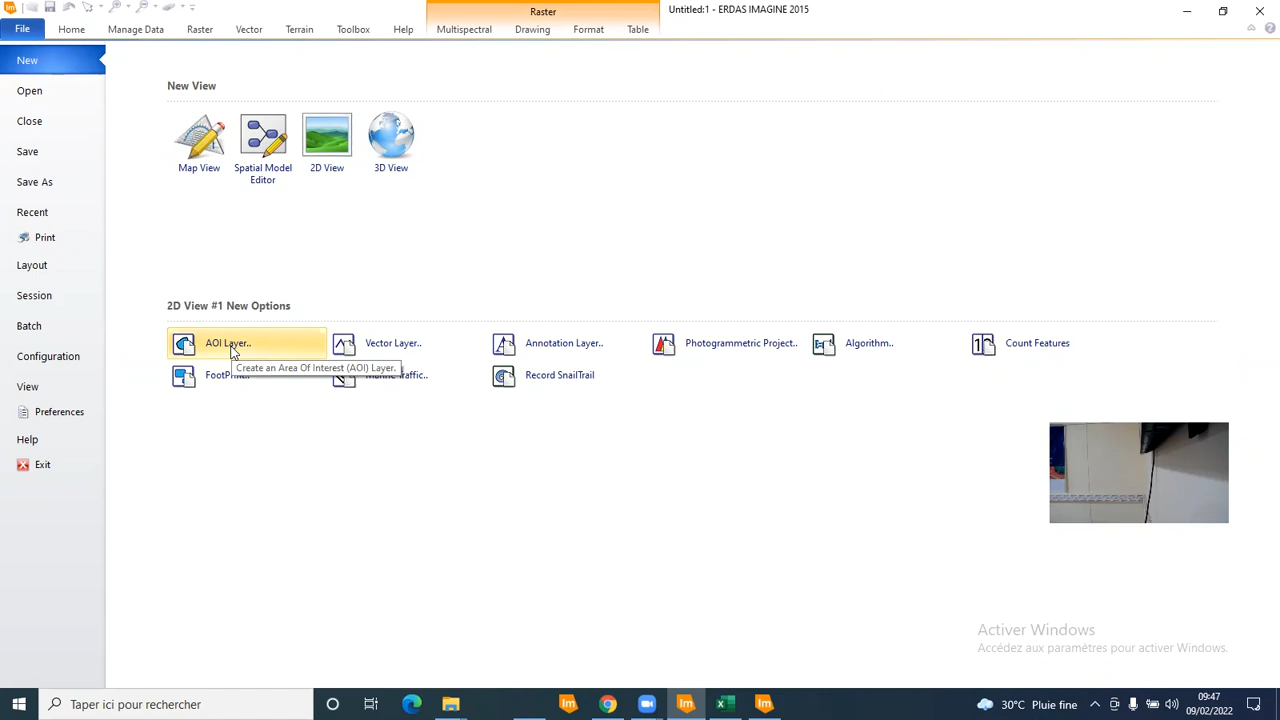 Raster
Untitled:1 - ERDAS IMAGINE 2015
File
Home
Manage Data
Raster
Vector
Terrain
Toolbox
Help
Multispectral
Drawing
Format
Table
New
Open
Close
Save
Save As
Recent
Print
Layout
Session
Batch
Configuration
View
Preferences
Help
Exit
New View
Map View
Spatial Model
Editor
2D View
3D View
2D View #1 New Options
AOI Layer..
Vector Layer..
Annotation Layer..
Photogrammetric Project..
Algorithm..
Count Features
Create an Area Of Interest (AOI) Layer.
Record SnailTrail
Activer Windows
Accédez aux paramètres pour activer Windows.
Taper ici pour rechercher
30°C Pluie fine
09:47
09/02/2022